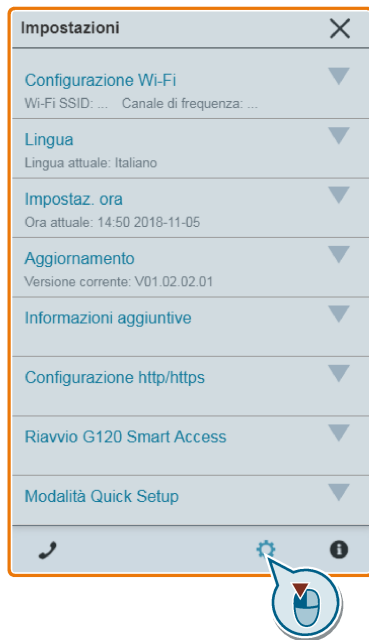 Impostazioni
Configurazione Wi-Fi
Wi-Fi SSID: ... Canale di frequenza: ...
Lingua
Lingua attuale: Italiano
Impostaz. ora
Ora attuale: 14:50 2018-11-05
Aggiornamento
Versione corrente: V01.02.02.01
Informazioni aggiuntive
Configurazione http/https
Riavvio G120 Smart Access
Modalità Quick Setup